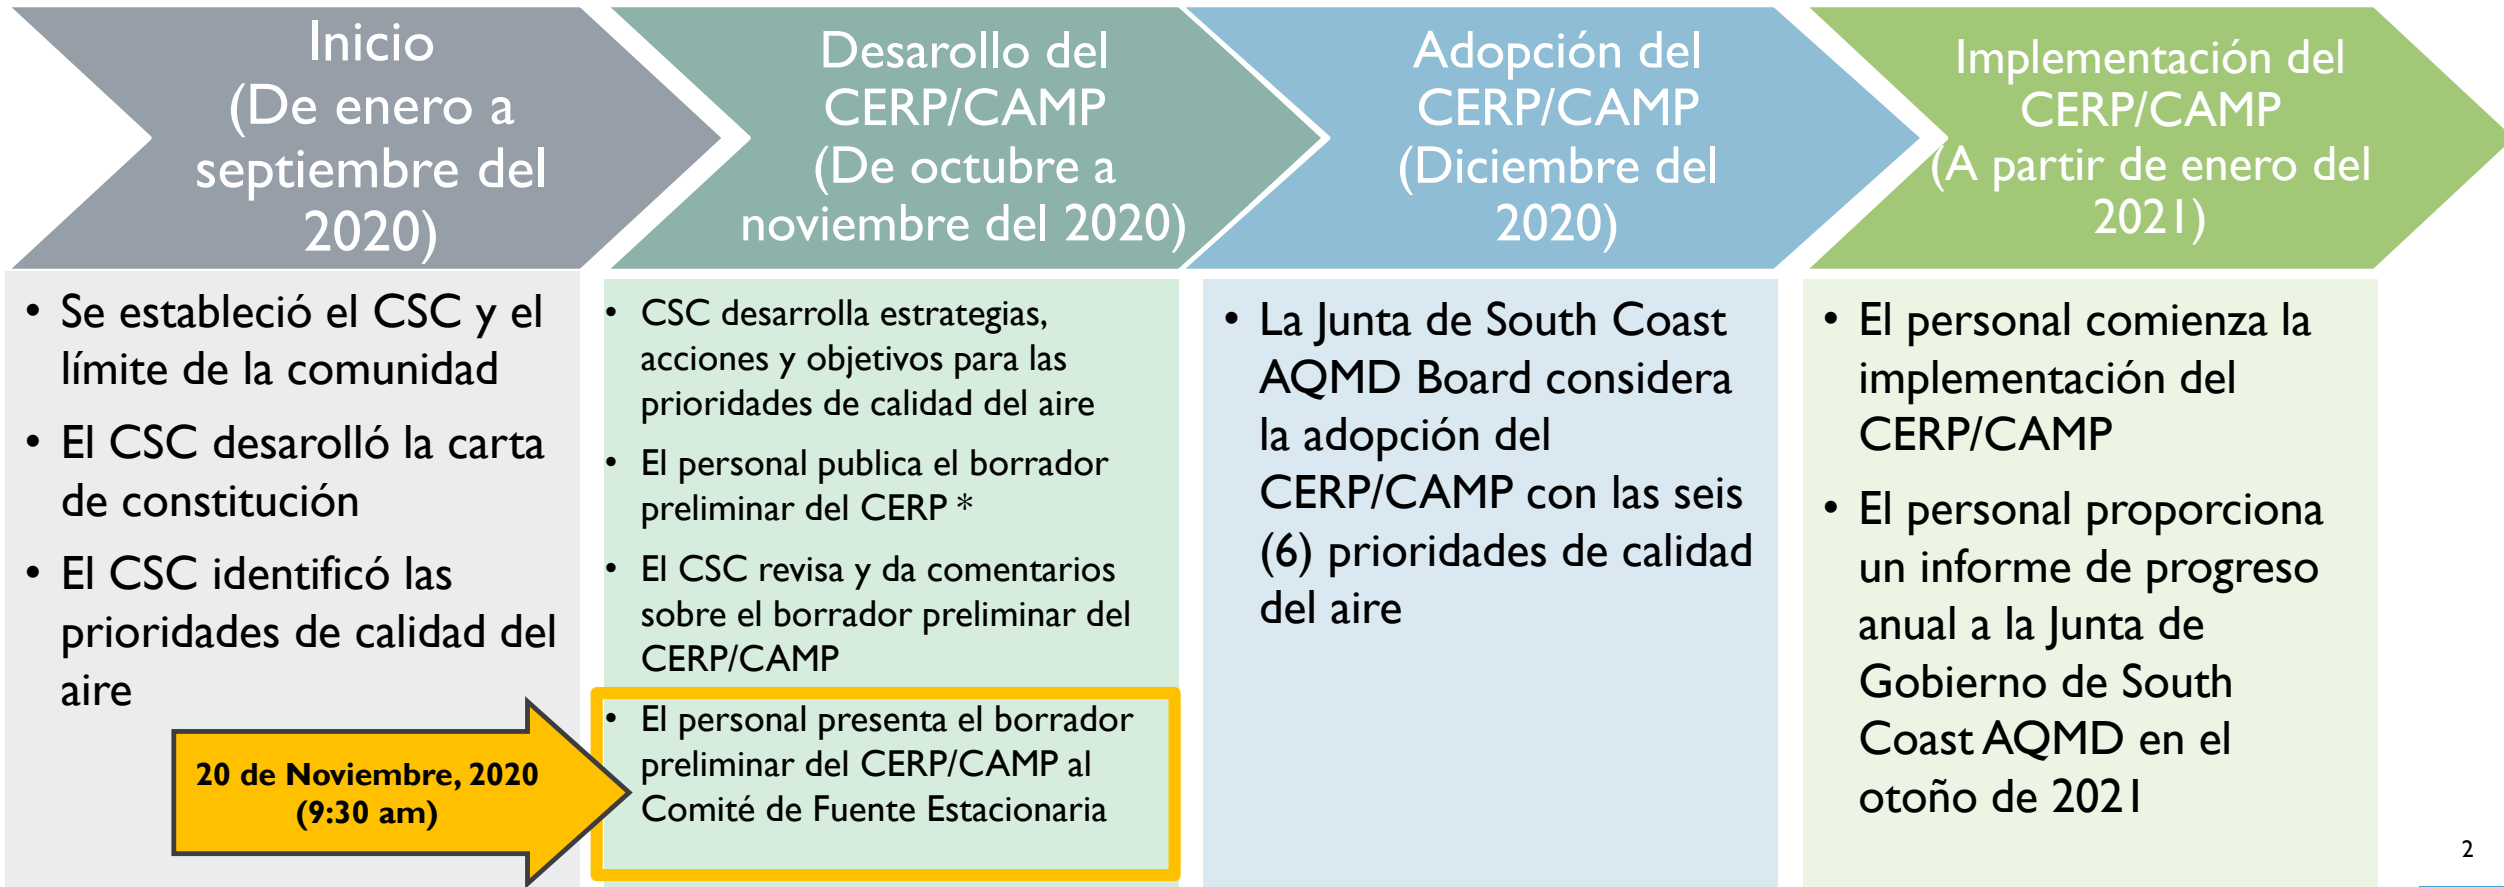 Inicio
(De enero a
septiembre del
2020)
Desarollo del
CERP/CAMP
(De octubre a
noviembre del 2020)
Adopción del
CERP/CAMP
(Diciembre del
2020)
Implementación del
CERP/CAMP
(A partir de enero del
2021)
• Se estableció el CSC y el
límite de la comunidad
• El CSC desarolló la carta
de constitución
• El CSC identificó las
prioridades de calidad del
aire
20 de Noviembre, 2020
(9:30 am)
• CSC desarrolla estrategias,
acciones y objetivos para las
prioridades de calidad del aire
• El personal publica el borrador
preliminar del CERP *
• El CSC revisa y da comentarios
sobre el borrador preliminar del
CERP/CAMP
• El personal presenta el borrador
preliminar del CERP/CAMP al
Comité de Fuente Estacionaria
• La Junta de South Coast
AQMD Board considera
la adopción del
CERP/CAMP con las seis
(6) prioridades de calidad
del aire
• El personal comienza la
implementación del
CERP/CAMP
• El personal proporciona
un informe de progreso
anual a la Junta de
Gobierno de South
Coast AQMD en el
otoño de 2021
2